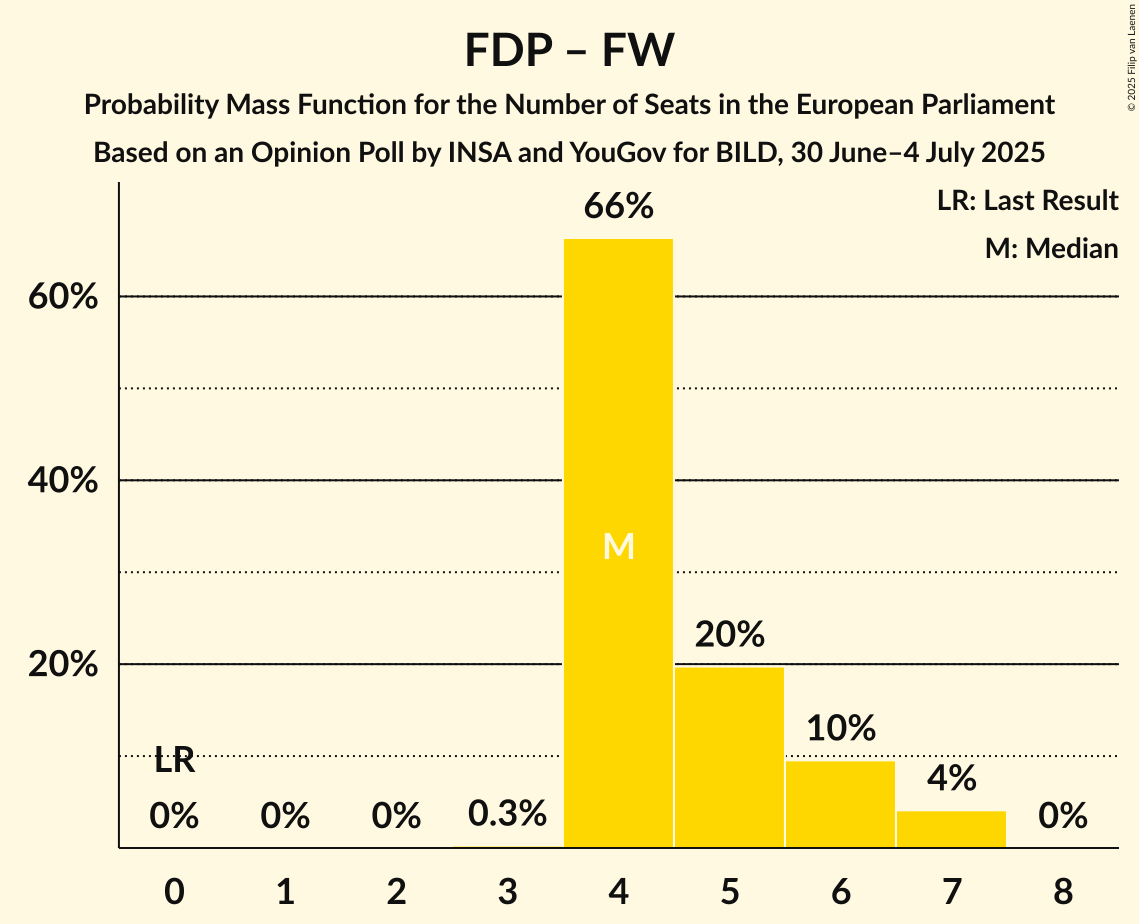 FDP – FW
Probability Mass Function for the Number of Seats in the European Parliament
Based on an Opinion Poll by INSA and YouGov for BILD, 30 June–4 July 2025
© 2025 Filip van Laenen
LR: Last Result
M: Median
66%
60%
40%
M
20%
20%
10%
LR
4%
0% 0% 0% 0.3% 0%
0 1 2 3 4 5 6 7 8